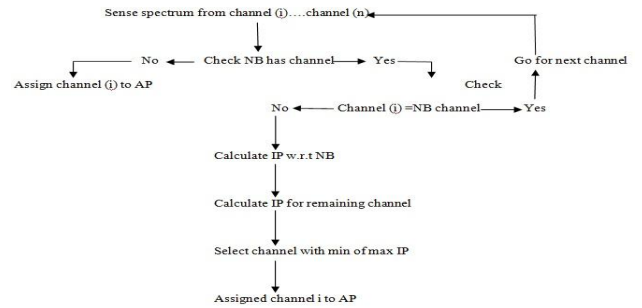 Sense spectrum from channel (i)....channel (n)
No Check NB has channel Yes Go for next channel
Assign channel (i) to AP Check
No Channel (i) =NB channel Yes
Calculate IP w.r.t NB
Calculate IP for remaining channel
Select channel with min of max IP
Assigned channel i to AP